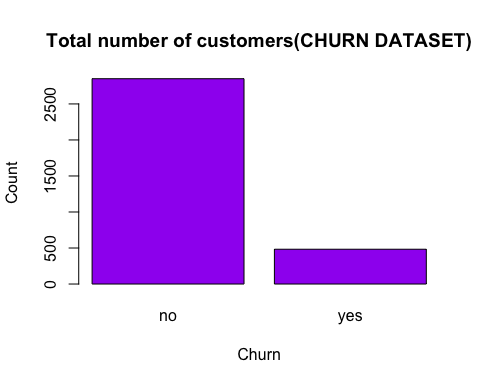 Total number of customers(CHURN DATASET)
Count
2500
1500
500
0
no yes
Churn